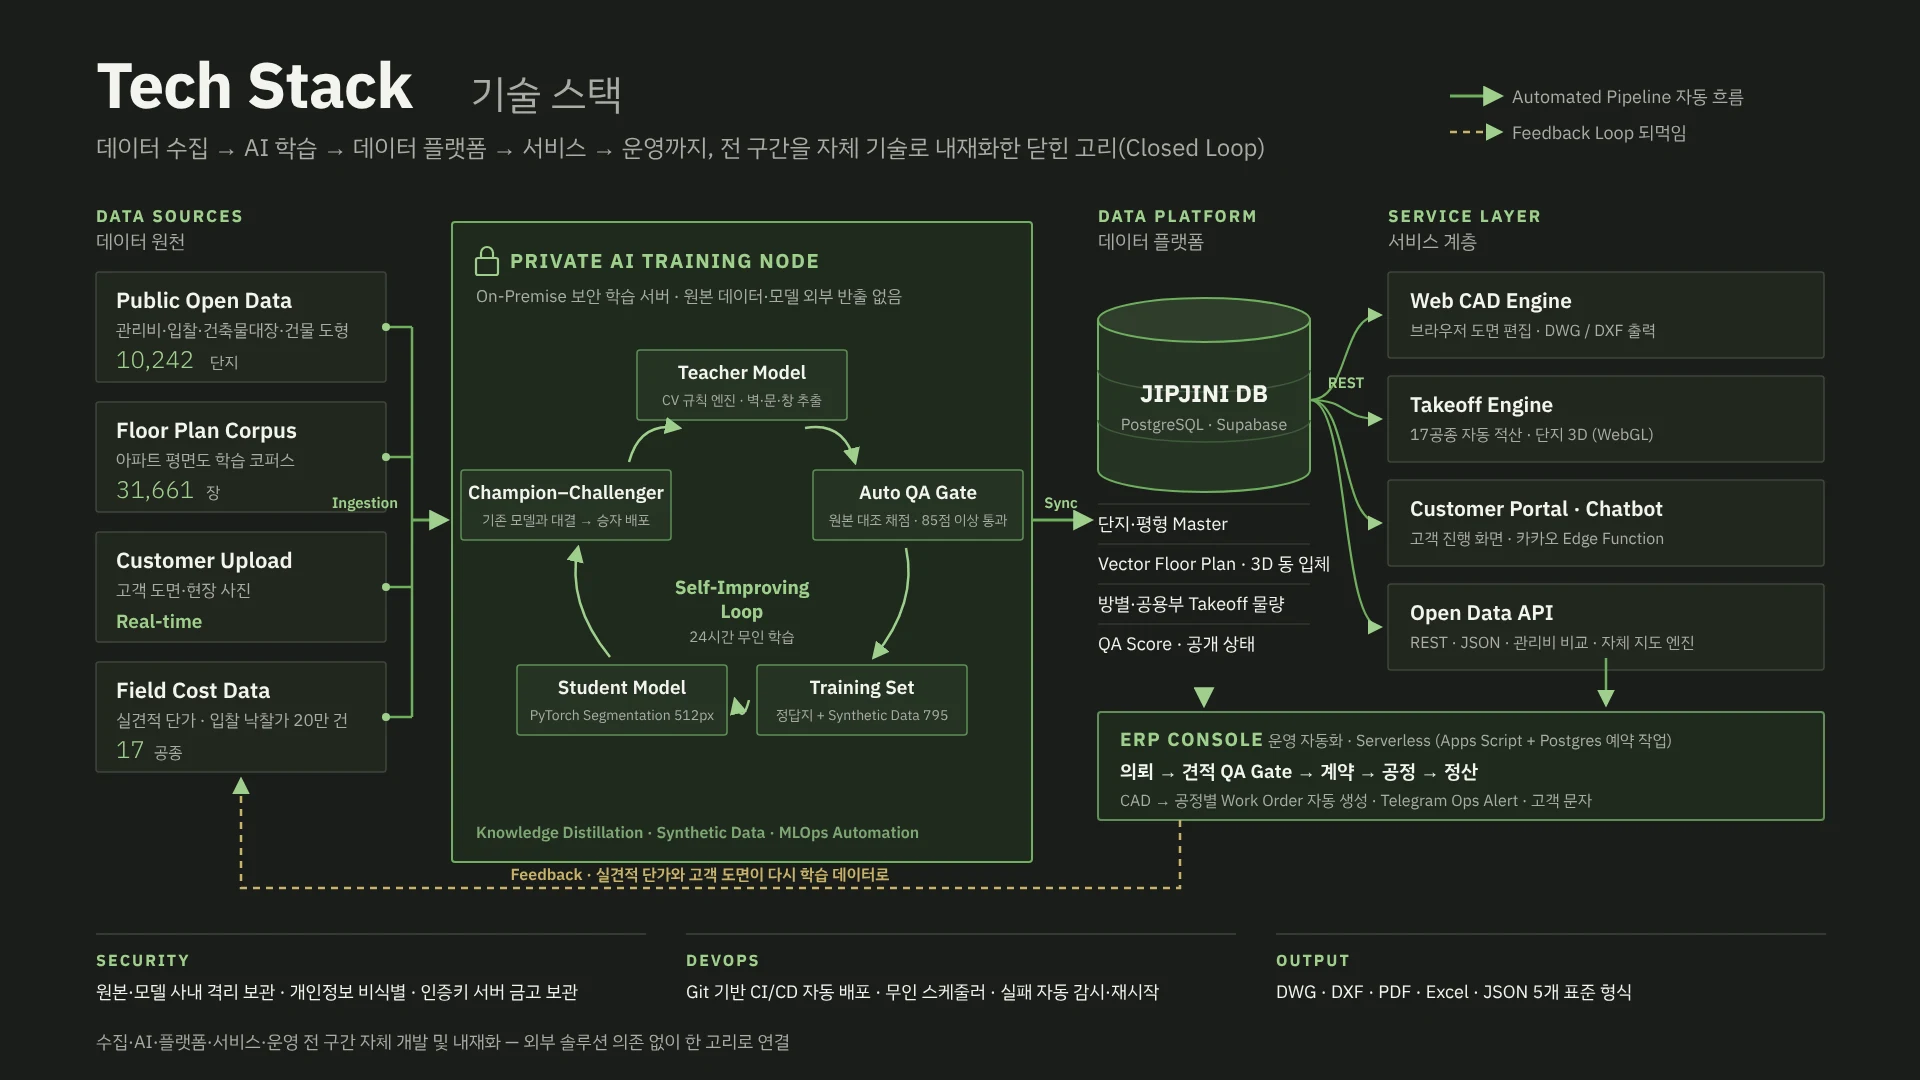 Tech Stack 기술 스택
데이터 수집 → AI 학습 → 데이터 플랫폼 → 서비스 → 운영까지, 전 구간을 자체 기술로 내재화한 닫힌 고리(Closed Loop)
Automated Pipeline 자동 흐름
Feedback Loop 되먹임
DATA SOURCES
데이터 원천
Public Open Data
관리비·입찰·건축물대장·건물 도형
10,242 단지
Floor Plan Corpus
아파트 평면도 학습 코퍼스
31,661 장
Ingestion
Customer Upload
고객 도면·현장 사진
Real-time
Field Cost Data
실견적 단가 · 입찰 낙찰가 20만 건
17 공종
PRIVATE AI TRAINING NODE
On-Premise 보안 학습 서버 · 원본 데이터·모델 외부 반출 없음
Teacher Model
CV 규칙 엔진 · 벽·문·창 추출
Champion–Challenger
기존 모델과 대결 → 승자 배포
Auto QA Gate
원본 대조 채점 · 85점 이상 통과
Self-Improving
Loop
24시간 무인 학습
Student Model
PyTorch Segmentation 512px
Training Set
정답지 + Synthetic Data 795
Knowledge Distillation · Synthetic Data · MLOps Automation
Feedback · 실견적 단가와 고객 도면이 다시 학습 데이터로
Sync
DATA PLATFORM
데이터 플랫폼
JIPJINI DB
PostgreSQL · Supabase
단지·평형 Master
Vector Floor Plan · 3D 동 입체
방별·공용부 Takeoff 물량
QA Score · 공개 상태
REST
SERVICE LAYER
서비스 계층
Web CAD Engine
브라우저 도면 편집 · DWG / DXF 출력
Takeoff Engine
17공종 자동 적산 · 단지 3D (WebGL)
Customer Portal · Chatbot
고객 진행 화면 · 카카오 Edge Function
Open Data API
REST · JSON · 관리비 비교 · 자체 지도 엔진
ERP CONSOLE 운영 자동화 · Serverless (Apps Script + Postgres 예약 작업)
의뢰 → 견적 QA Gate → 계약 → 공정 → 정산
CAD → 공정별 Work Order 자동 생성 · Telegram Ops Alert · 고객 문자
SECURITY
원본·모델 사내 격리 보관 · 개인정보 비식별 · 인증키 서버 금고 보관
DEVOPS
Git 기반 CI/CD 자동 배포 · 무인 스케줄러 · 실패 자동 감시·재시작
OUTPUT
DWG · DXF · PDF · Excel · JSON 5개 표준 형식
수집·AI·플랫폼·서비스·운영 전 구간 자체 개발 및 내재화 — 외부 솔루션 의존 없이 한 고리로 연결